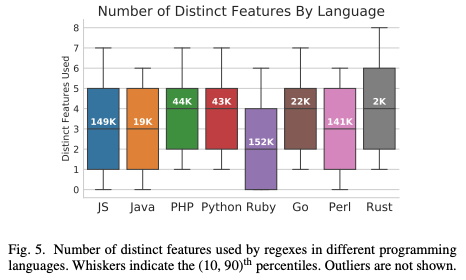 Number of Distinct Features By Language
Distinct Features Used
8
7
6
5
4
3
2
1
0
149K
19K
44K
43K
152K
22K
141K
2K
JS Java PHP Python Ruby Go Perl Rust
Fig. 5. Number of distinct features used by regexes in different programming
languages. Whiskers indicate the (10, 90)th percentiles. Outliers are not shown.